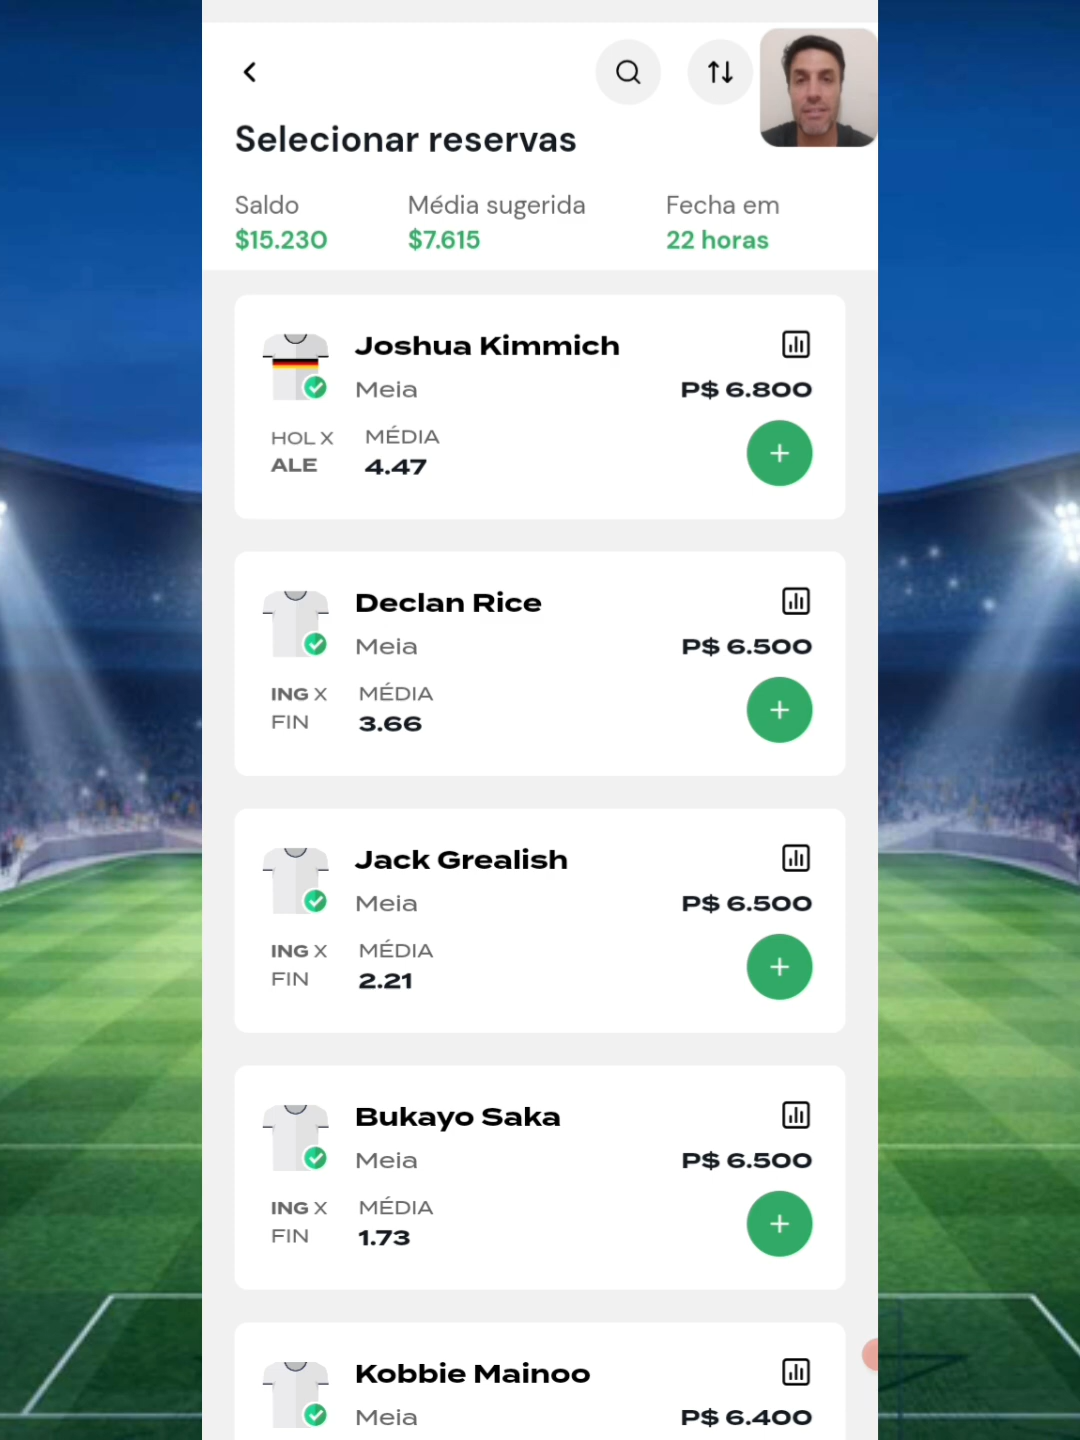 Selecionar reservas
Saldo Média sugerida Fecha em
$15.230 $7.615 22 horas
Joshua Kimmich
Meia P$ 6.800
HOL X MÉDIA
ALE 4.47
Declan Rice
Meia P$ 6.500
ING X MÉDIA
FIN 3.66
Jack Grealish
Meia P$ 6.500
ING X MÉDIA
FIN 2.21
Bukayo Saka
Meia P$ 6.500
ING X MÉDIA
FIN 1.73
Kobbie Mainoo
Meia P$ 6.400